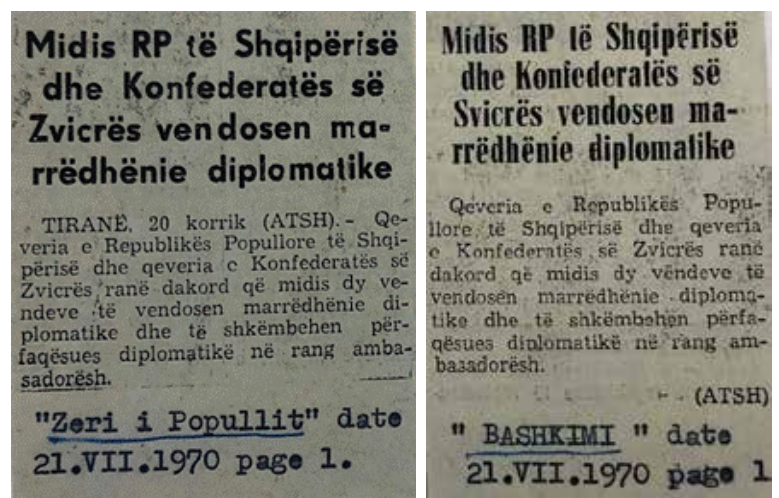 Midis RP të Shqipërisë
dhe Konfederatës së
Zvicrës vendosen ma-
rrëdhënie diplomatike
TIRANË, 20 korrik (ATSH).- Qe-
veria e Republikës Popullore të Shqi-
përisë dhe qeveria e Konfederatës së
Zvicrës ranë dakord që midis dy ve-
ndeve të vendosen marrëdhënie di-
plomatike dhe të shkëmbehen për-
faqësues diplomatikë në rang amba-
sadorësh.
"Zeri i Popullit" date
21.VII.1970 page 1.
Midis RP të Shqipërisë
dhe Konfederatës së
Svicrës vendosen ma-
rrëdhënie diplomatike
Qeveria e Republikës Popu-
llore të Shqipërisë dhe qeveria
e Konfederatës së Zvicrës ranë
dakord që midis dy vëndeve të
vendosen marrëdhënie diploma-
tike dhe të shkëmbehen përfa-
qësues diplomatikë në rang am-
basadorësh.
(ATSH)
" BASHKIMI " date
21.VII.1970 page 1